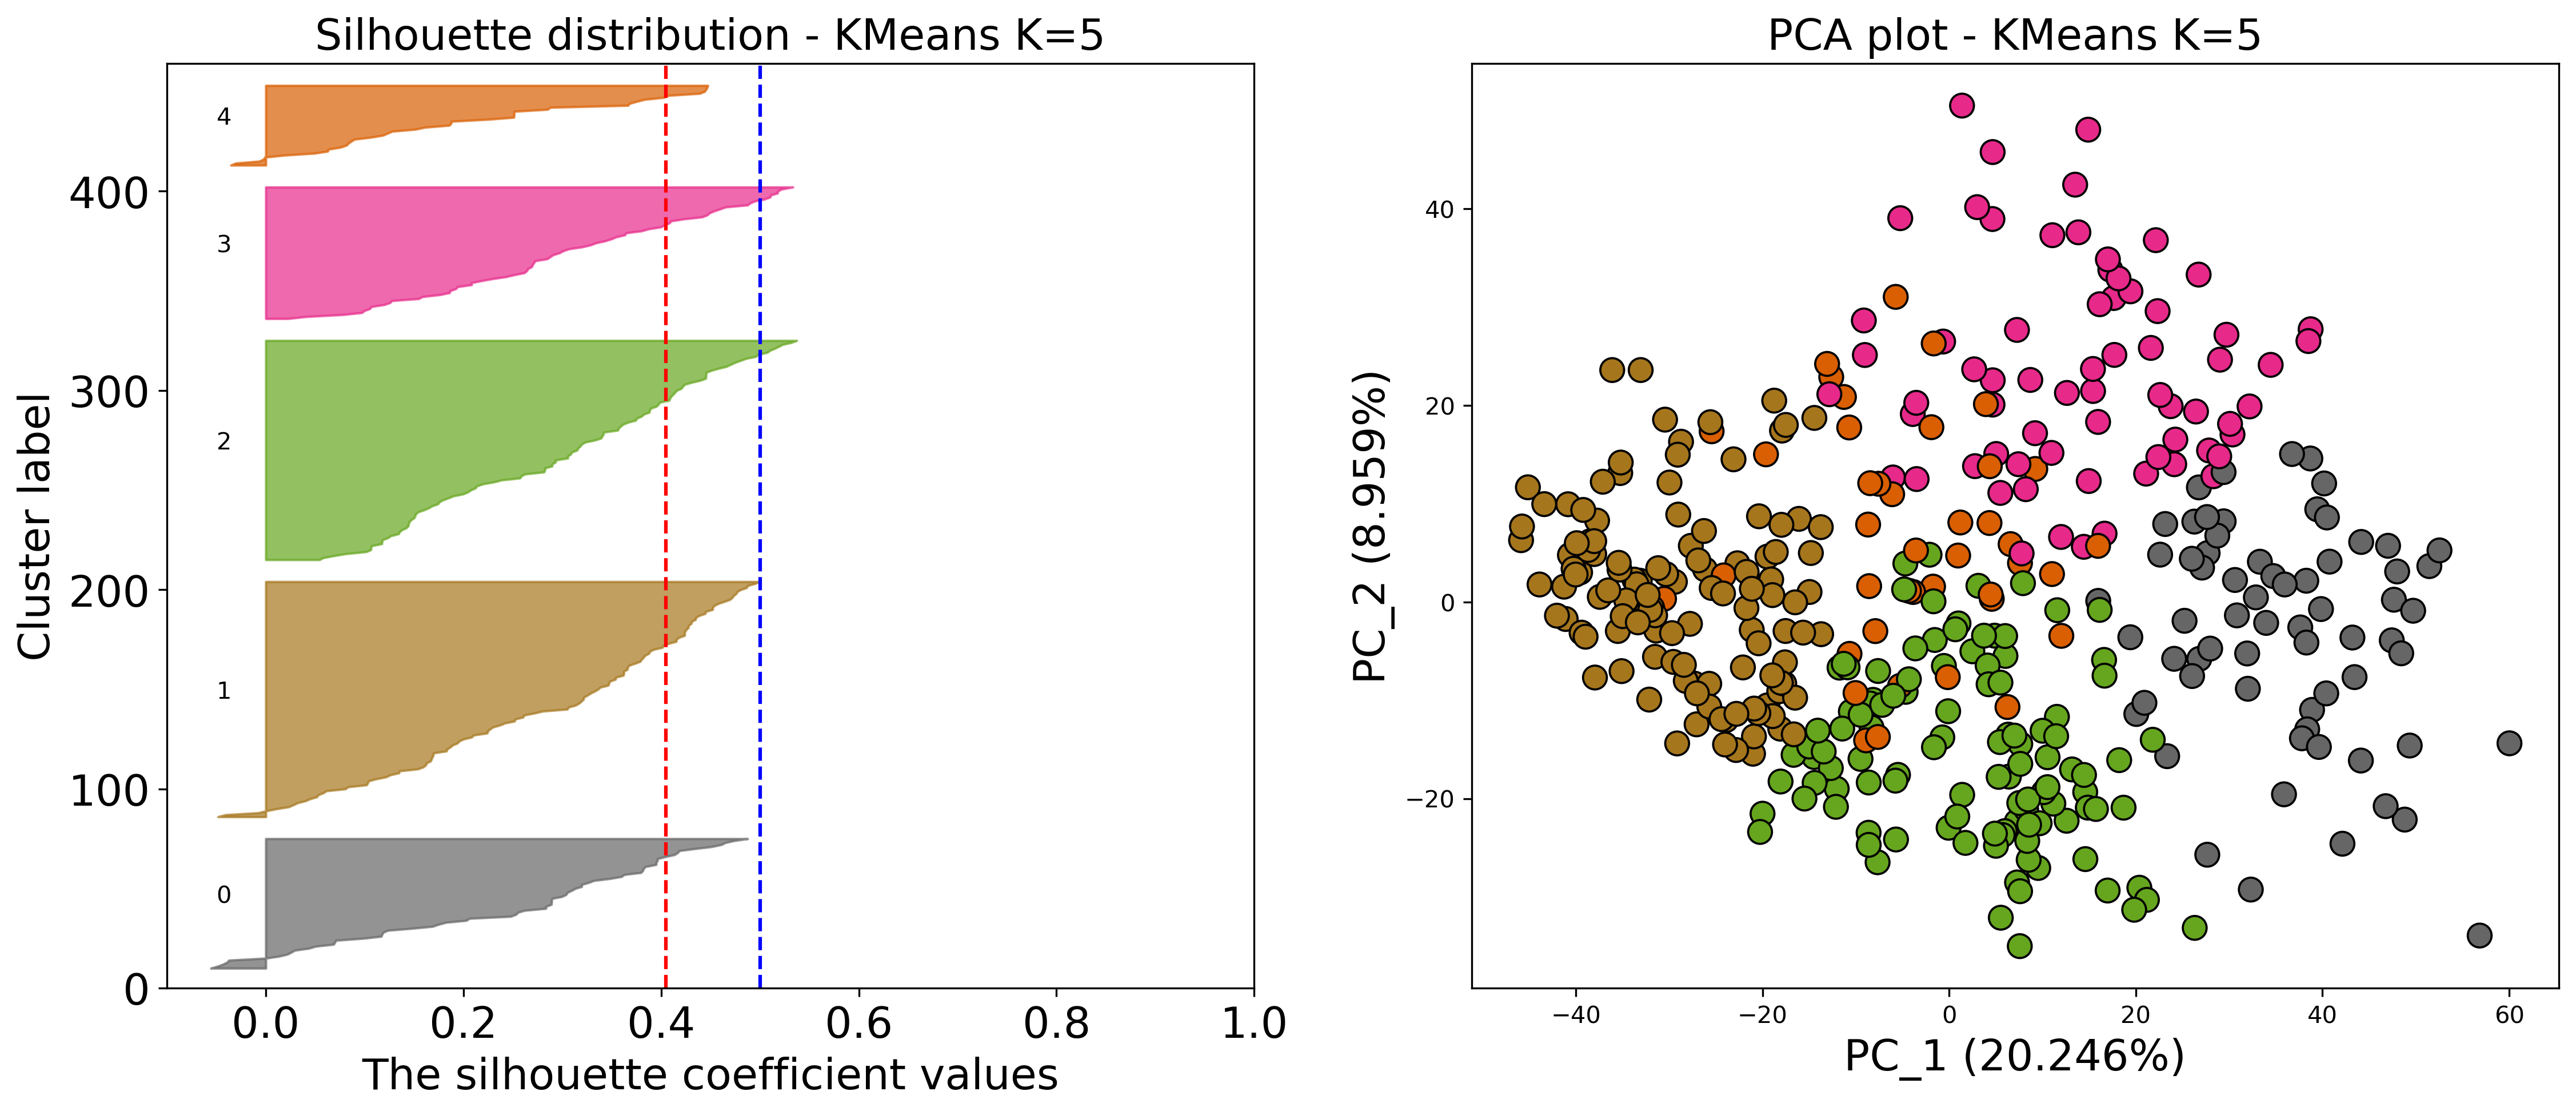 Silhouette distribution - KMeans K=5
4
3
2
1
0
400
300
200
100
0
Cluster label
0.0 0.2 0.4 0.6 0.8 1.0
The silhouette coefficient values
PCA plot - KMeans K=5
40
20
0
−20
PC_2 (8.959%)
−40 −20 0 20 40 60
PC_1 (20.246%)